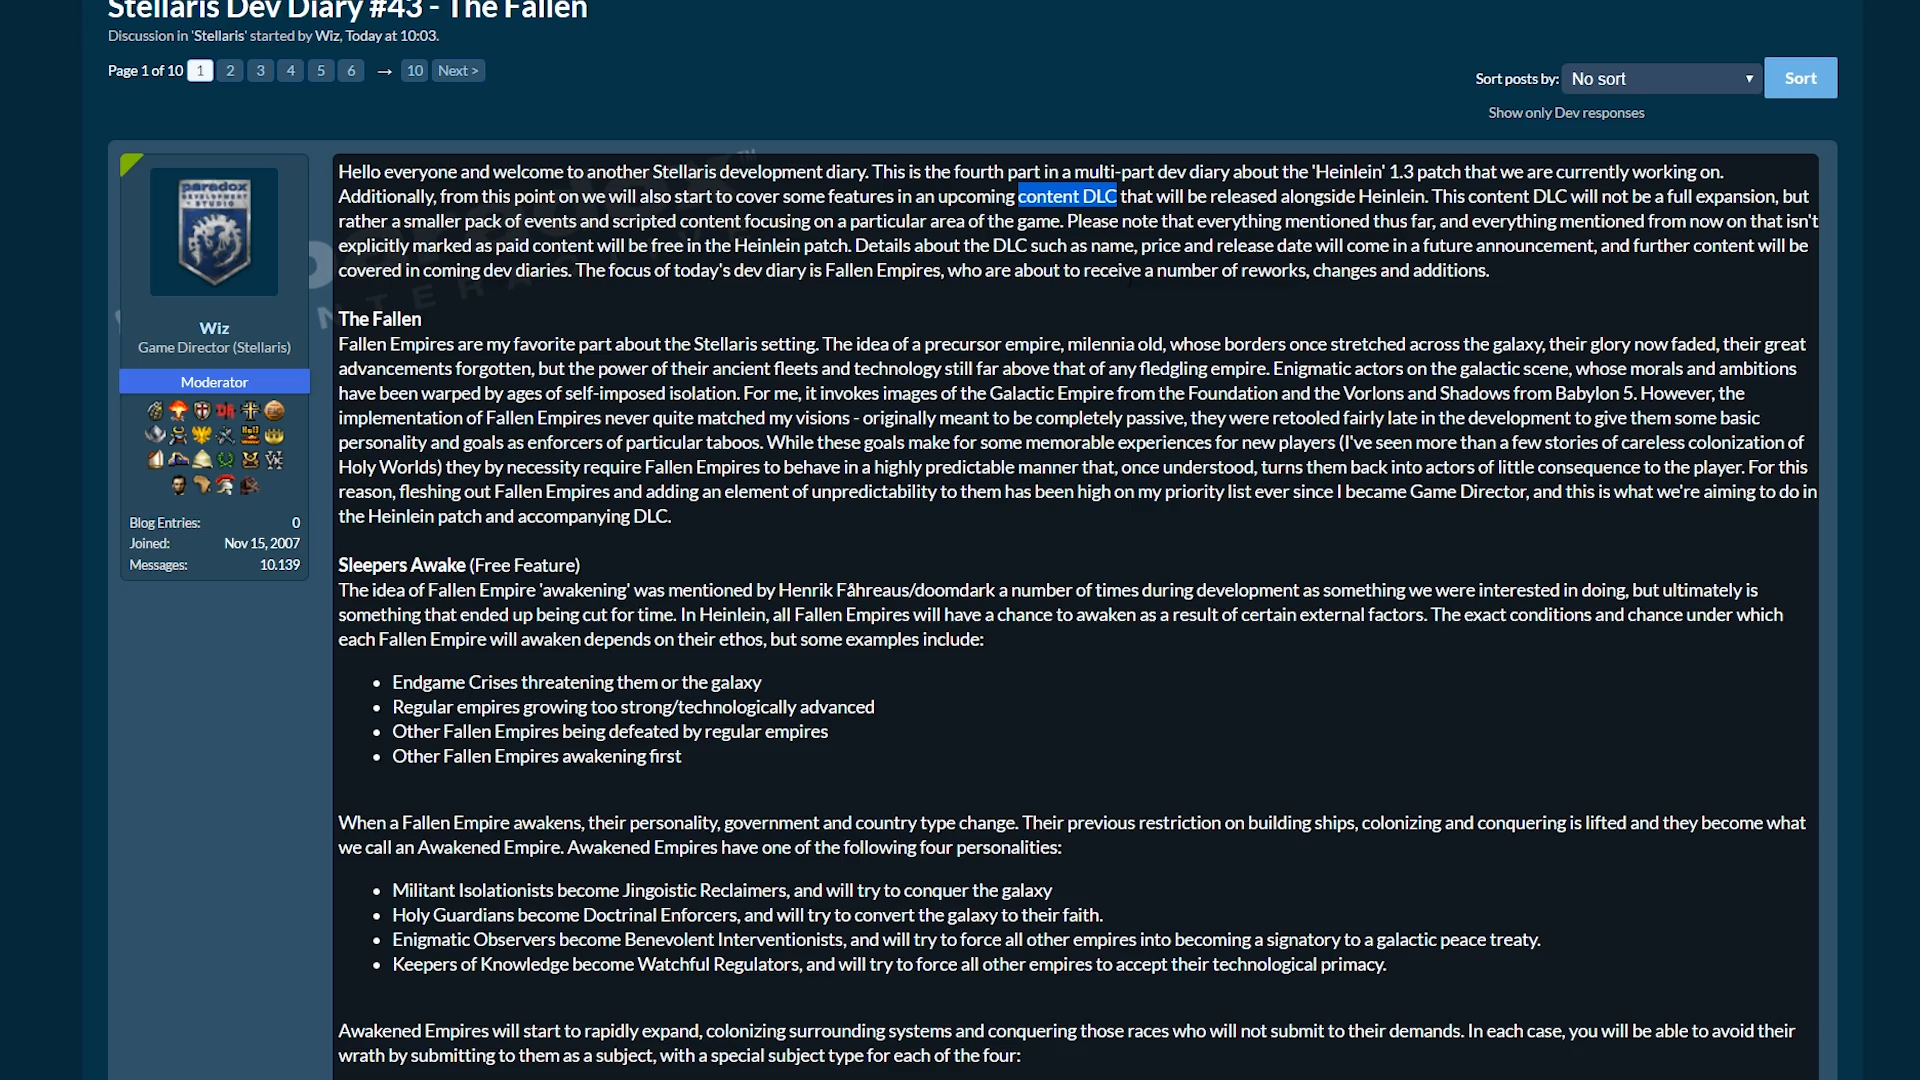 Stellaris Dev Diary #43 - The Fallen
Discussion in 'Stellaris' started by Wiz, Today at 10:03.
Page 1 of 10 1 2 3 4 5 6 → 10 Next >
Sort posts by: No sort Sort
Show only Dev responses
paradox
DEVELOPMENT
STUDIO
Wiz
Game Director (Stellaris)
Moderator
Blog Entries: 0
Joined: Nov 15, 2007
Messages: 10.139
Hello everyone and welcome to another Stellaris development diary. This is the fourth part in a multi-part dev diary about the 'Heinlein' 1.3 patch that we are currently working on.
Additionally, from this point on we will also start to cover some features in an upcoming content DLC that will be released alongside Heinlein. This content DLC will not be a full expansion, but
rather a smaller pack of events and scripted content focusing on a particular area of the game. Please note that everything mentioned thus far, and everything mentioned from now on that isn't
explicitly marked as paid content will be free in the Heinlein patch. Details about the DLC such as name, price and release date will come in a future announcement, and further content will be
covered in coming dev diaries. The focus of today's dev diary is Fallen Empires, who are about to receive a number of reworks, changes and additions.
The Fallen
Fallen Empires are my favorite part about the Stellaris setting. The idea of a precursor empire, milennia old, whose borders once stretched across the galaxy, their glory now faded, their great
advancements forgotten, but the power of their ancient fleets and technology still far above that of any fledgling empire. Enigmatic actors on the galactic scene, whose morals and ambitions
have been warped by ages of self-imposed isolation. For me, it invokes images of the Galactic Empire from the Foundation and the Vorlons and Shadows from Babylon 5. However, the
implementation of Fallen Empires never quite matched my visions - originally meant to be completely passive, they were retooled fairly late in the development to give them some basic
personality and goals as enforcers of particular taboos. While these goals make for some memorable experiences for new players (I've seen more than a few stories of careless colonization of
Holy Worlds) they by necessity require Fallen Empires to behave in a highly predictable manner that, once understood, turns them back into actors of little consequence to the player. For this
reason, fleshing out Fallen Empires and adding an element of unpredictability to them has been high on my priority list ever since I became Game Director, and this is what we're aiming to do in
the Heinlein patch and accompanying DLC.
Sleepers Awake (Free Feature)
The idea of Fallen Empire 'awakening' was mentioned by Henrik Fåhreaus/doomdark a number of times during development as something we were interested in doing, but ultimately is
something that ended up being cut for time. In Heinlein, all Fallen Empires will have a chance to awaken as a result of certain external factors. The exact conditions and chance under which
each Fallen Empire will awaken depends on their ethos, but some examples include:
• Endgame Crises threatening them or the galaxy
• Regular empires growing too strong/technologically advanced
• Other Fallen Empires being defeated by regular empires
• Other Fallen Empires awakening first
When a Fallen Empire awakens, their personality, government and country type change. Their previous restriction on building ships, colonizing and conquering is lifted and they become what
we call an Awakened Empire. Awakened Empires have one of the following four personalities:
• Militant Isolationists become Jingoistic Reclaimers, and will try to conquer the galaxy
• Holy Guardians become Doctrinal Enforcers, and will try to convert the galaxy to their faith.
• Enigmatic Observers become Benevolent Interventionists, and will try to force all other empires into becoming a signatory to a galactic peace treaty.
• Keepers of Knowledge become Watchful Regulators, and will try to force all other empires to accept their technological primacy.
Awakened Empires will start to rapidly expand, colonizing surrounding systems and conquering those races who will not submit to their demands. In each case, you will be able to avoid their
wrath by submitting to them as a subject, with a special subject type for each of the four: